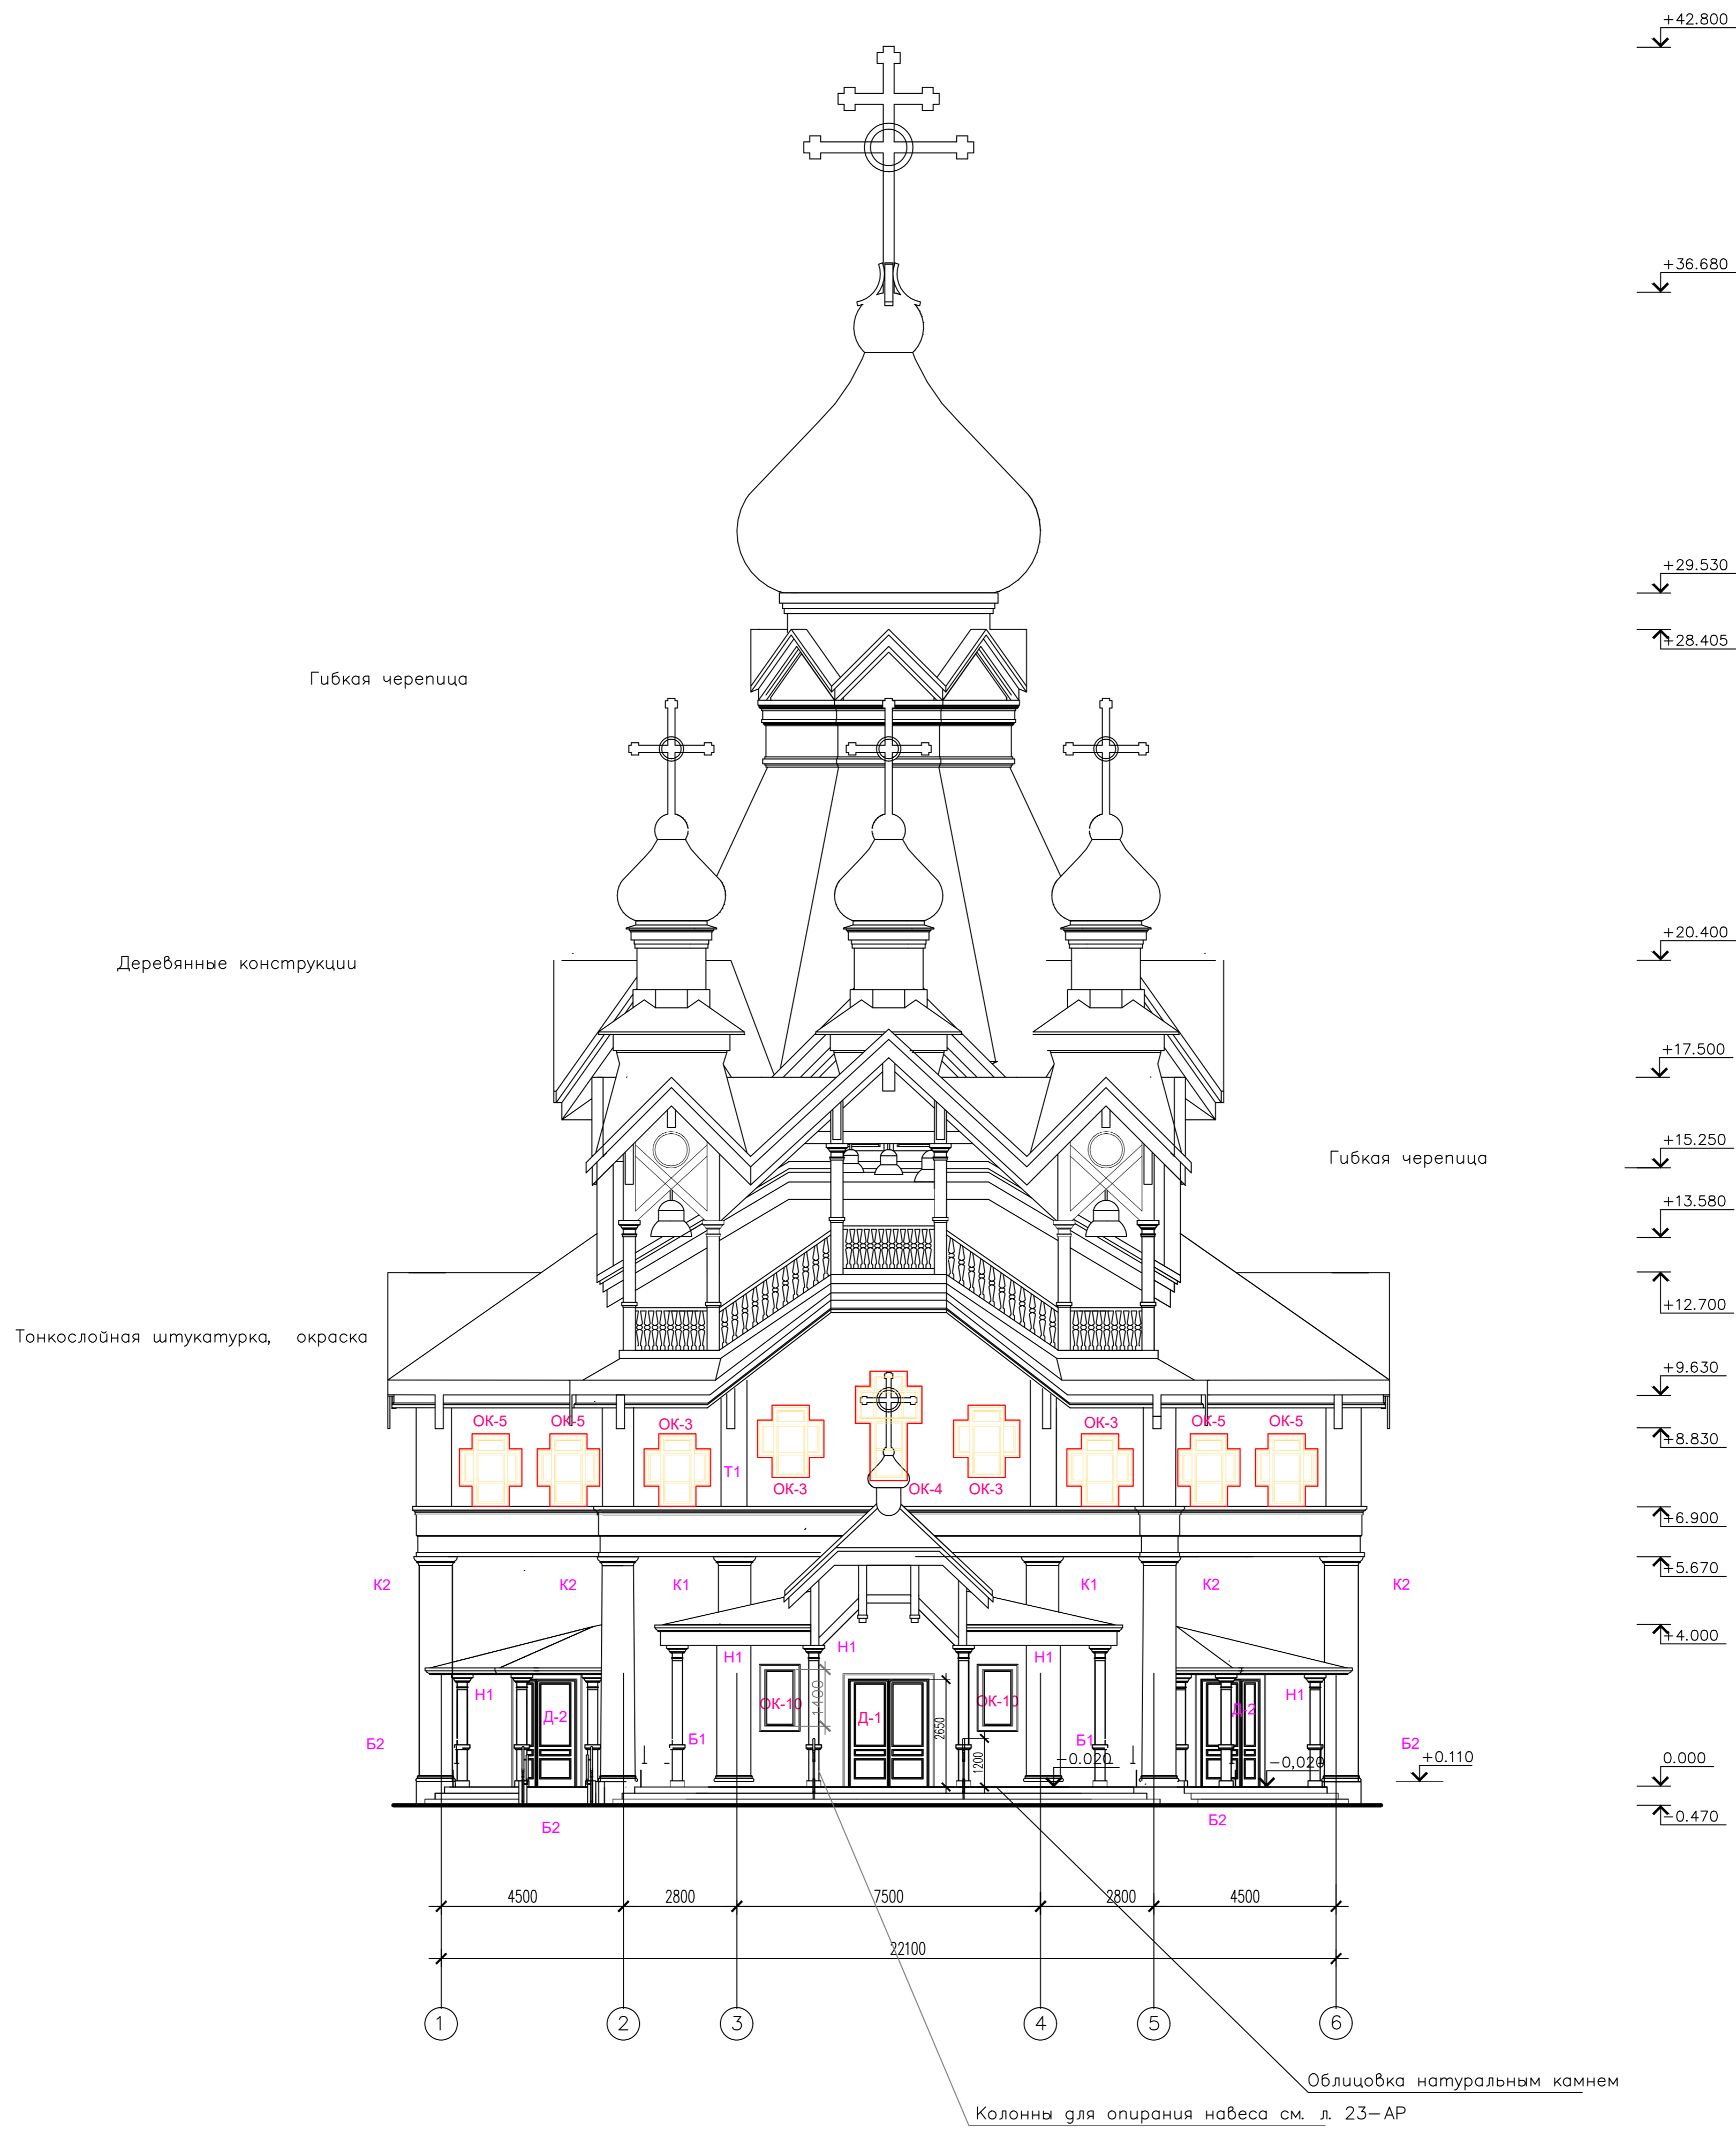 +42.800
+36.680
+29.530
+28.405
Гибкая черепица
+20.400
Деревянные конструкции
+17.500
+15.250
Гибкая черепица
+13.580
+12.700
Тонкослойная штукатурка, окраска
+9.630
ОК-5 ОК-5 ОК-3 ОК-3 ОК-5 ОК-5
+8.830
Т1
ОК-3 ОК-4 ОК-3
+6.900
+5.670
К2 К2 К1 К1 К2 К2
+4.000
Н1 Н1 Н1
Н1 Н1
ОК-10 1400 ОК-10
Д-2 Д-1 Д-2
2650
Б2 Б1 Б1 Б2
1200 -0.020 -0,020 +0.110 0.000
Б2 Б2
-0.470
4500 2800 7500 2800 4500
22100
1 2 3 4 5 6
Облицовка натуральным камнем
Колонны для опирания навеса см. л. 23-АР